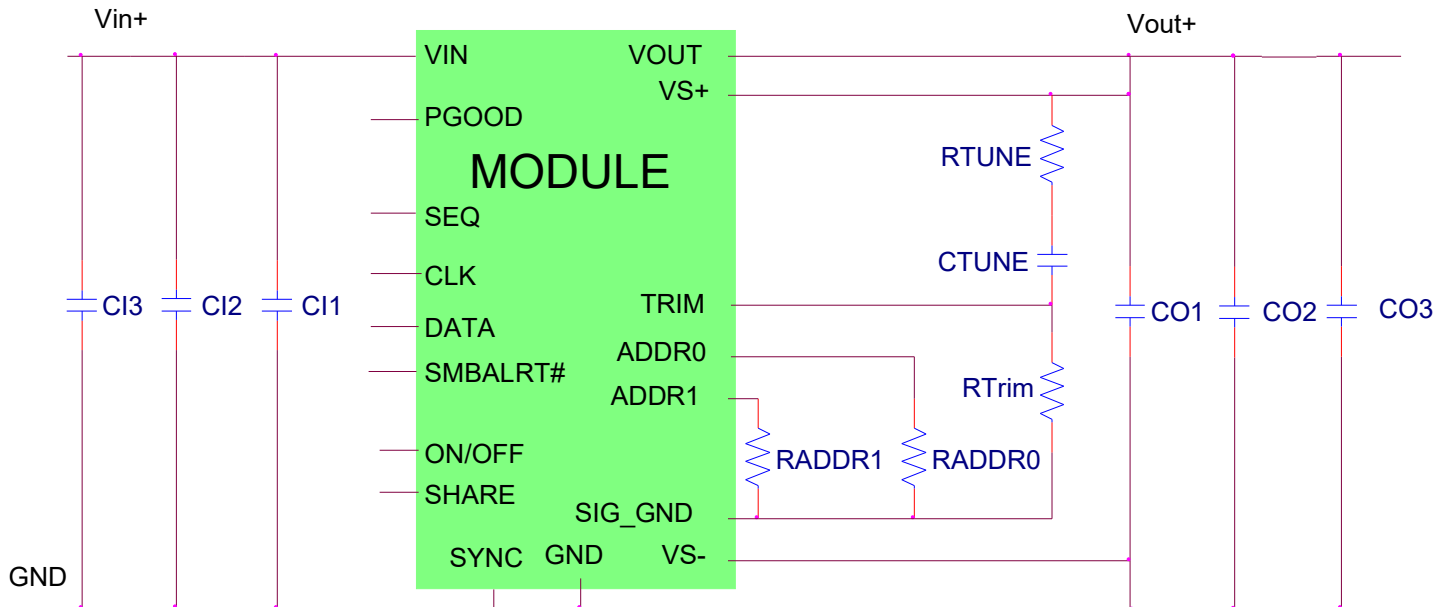 Vin+
Vout+
VIN
VOUT
VS+
PGOOD
MODULE
RTUNE
SEQ
CTUNE
CLK
TRIM
CI3
CI2
CI1
CO1
CO2
CO3
DATA
ADDR0
SMBALRT#
ADDR1
RTrim
ON/OFF
RADDR1
RADDR0
SHARE
SIG_GND
SYNC
GND
VS-
GND